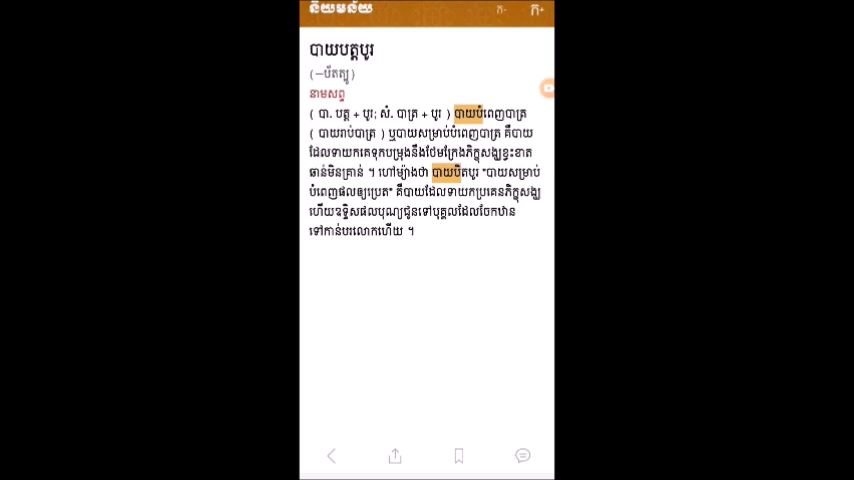 និយមន័យ
ក-
ក+
បាយបត្តបូរ
(—ប័តត្បូ)
នាមសព្ទ
( បា. បត្ត + បូរ; សំ. បាត្រ + បូរ ) បាយបំពេញបាត្រ
( បាយរាប់បាត្រ ) ឬបាយសម្រាប់បំពេញបាត្រ គឺបាយ
ដែលទាយកគេទុកបម្រុងនឹងថែមក្រែងភិក្ខុសង្ឃខ្វះខាត
ឆាន់មិនគ្រាន់ ។ ហៅម៉្យាងថា បាយបិតបូរ "បាយសម្រាប់
បំពេញផលឲ្យប្រេត" គឺបាយដែលទាយកប្រគេនភិក្ខុសង្ឃ
ហើយឧទ្ទិសផលបុណ្យជូនទៅបុគ្គលដែលចែកឋាន
ទៅកាន់បរលោកហើយ ។